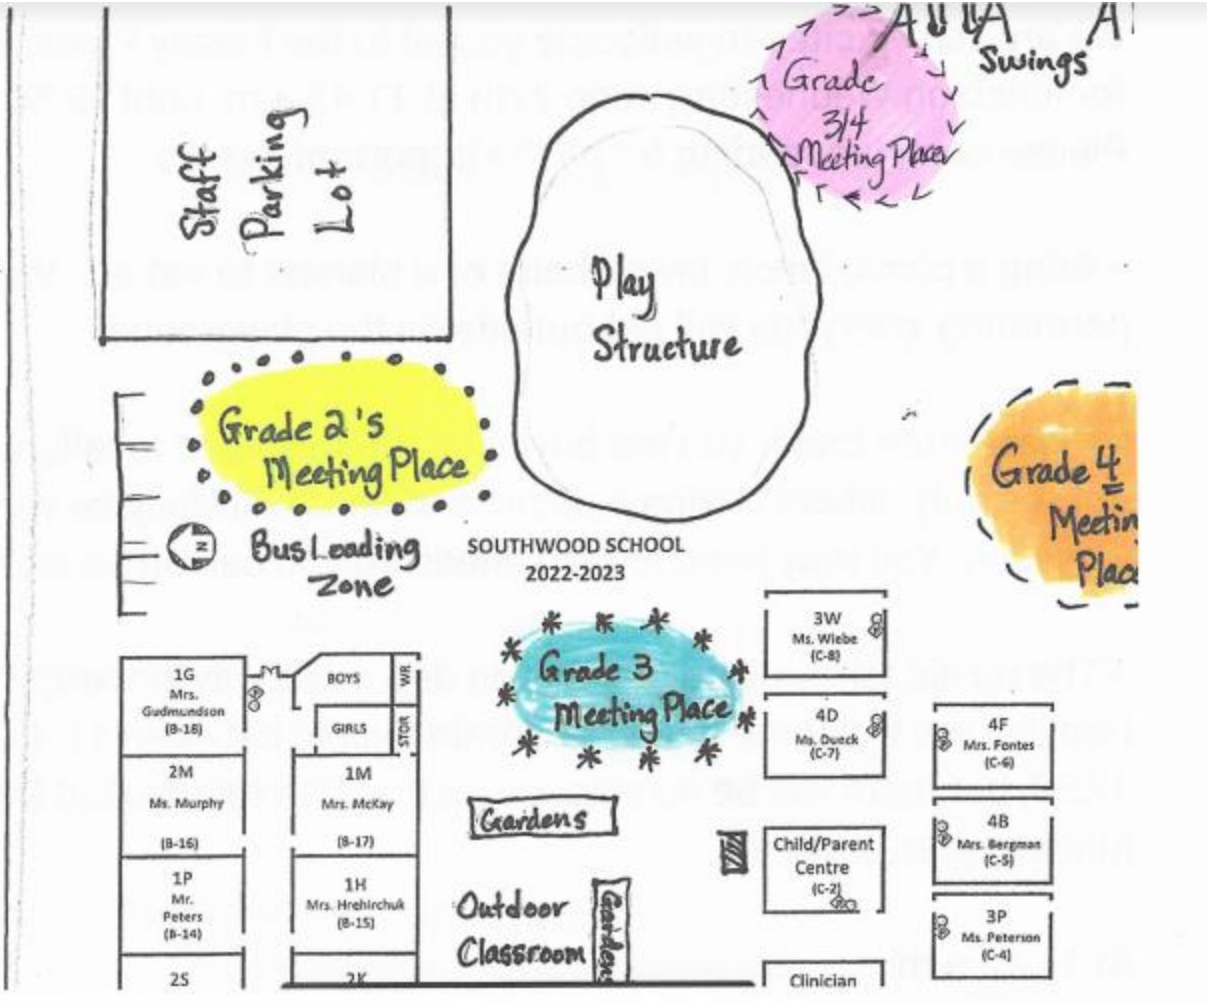 Staff
Parking
Lot
Swings
Grade
3/4
Meeting Place
Play
Structure
Grade 2's
Meeting Place
Grade 4
Meetin
Place
N
Bus Loading
Zone
SOUTHWOOD SCHOOL
2022-2023
3W
Ms. Wiebe
(C-8)
Grade 3
Meeting Place
1G
Mrs.
Gudmundson
(B-18)
BOYS
WR
GIRLS
STOR
4D
Ms. Dueck
(C-7)
4F
Mrs. Fontes
(C-6)
2M
Ms. Murphy
(B-16)
1M
Mrs. McKay
(B-17)
Gardens
Child/Parent
Centre
(C-2)
4B
Mrs. Bergman
(C-5)
1P
Mr.
Peters
(B-14)
1H
Mrs. Hrehirchuk
(B-15)
Outdoor
Classroom
Gardens
3P
Ms. Peterson
(C-4)
2S
2K
Clinician